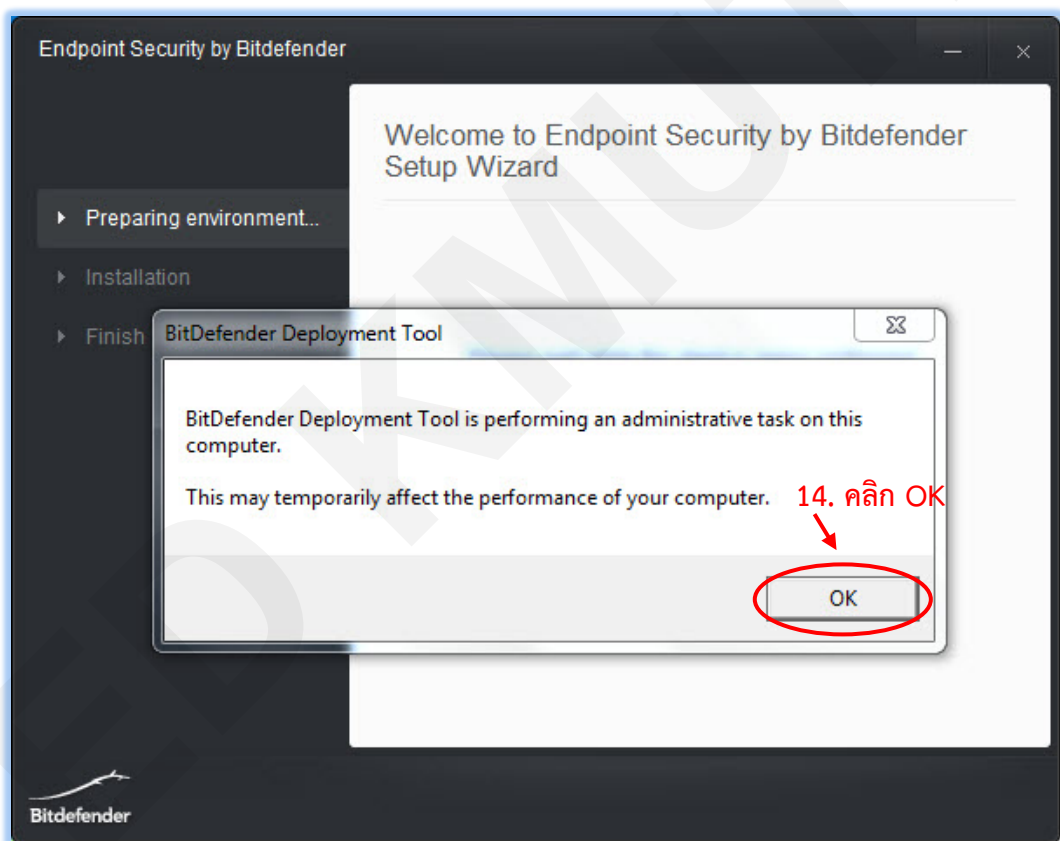 Endpoint Security by Bitdefender
Welcome to Endpoint Security by Bitdefender
Setup Wizard
Preparing environment...
Installation
Finish
BitDefender Deployment Tool
BitDefender Deployment Tool is performing an administrative task on this
computer.
This may temporarily affect the performance of your computer.
14. คลิก OK
OK
Bitdefender
ED KMUT